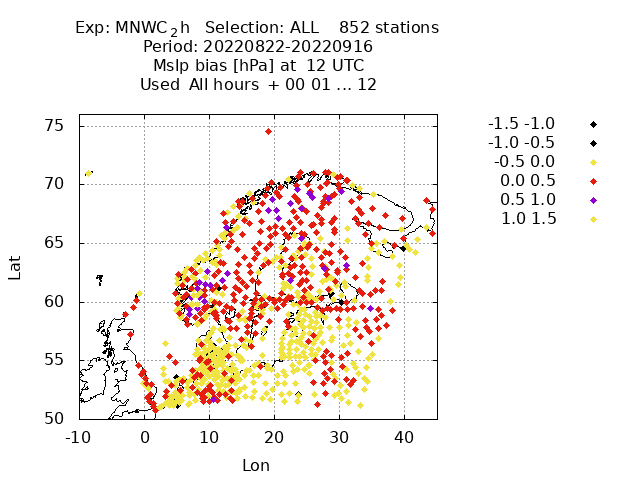 Exp: MNWC_2h Selection: ALL 852 stations
Period: 20220822-20220916
Mslp bias [hPa] at 12 UTC
Used All hours + 00 01 ... 12
-1.5 -1.0
-1.0 -0.5
-0.5 0.0
0.0 0.5
0.5 1.0
1.0 1.5
75
70
65
60
55
50
Lat
-10 0 10 20 30 40
Lon